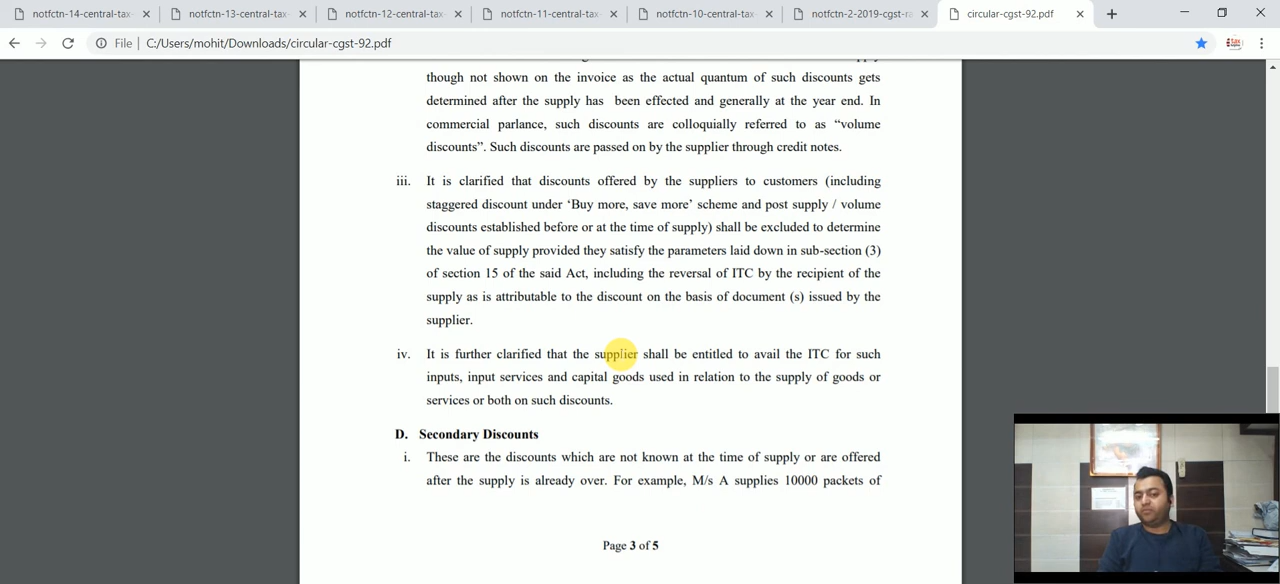 notfctn-14-central-tax-
notfctn-13-central-tax-
notfctn-12-central-tax-
notfctn-11-central-tax-
notfctn-10-central-tax-
notfctn-2-2019-cgst-ra
circular-cgst-92.pdf
File
C:/Users/mohit/Downloads/circular-cgst-92.pdf
though not shown on the invoice as the actual quantum of such discounts gets
determined after the supply has been effected and generally at the year end. In
commercial parlance, such discounts are colloquially referred to as “volume
discounts”. Such discounts are passed on by the supplier through credit notes.
iii. It is clarified that discounts offered by the suppliers to customers (including
staggered discount under ‘Buy more, save more’ scheme and post supply / volume
discounts established before or at the time of supply) shall be excluded to determine
the value of supply provided they satisfy the parameters laid down in sub-section (3)
of section 15 of the said Act, including the reversal of ITC by the recipient of the
supply as is attributable to the discount on the basis of document (s) issued by the
supplier.
iv. It is further clarified that the supplier shall be entitled to avail the ITC for such
inputs, input services and capital goods used in relation to the supply of goods or
services or both on such discounts.
D. Secondary Discounts
i. These are the discounts which are not known at the time of supply or are offered
after the supply is already over. For example, M/s A supplies 10000 packets of
Page 3 of 5